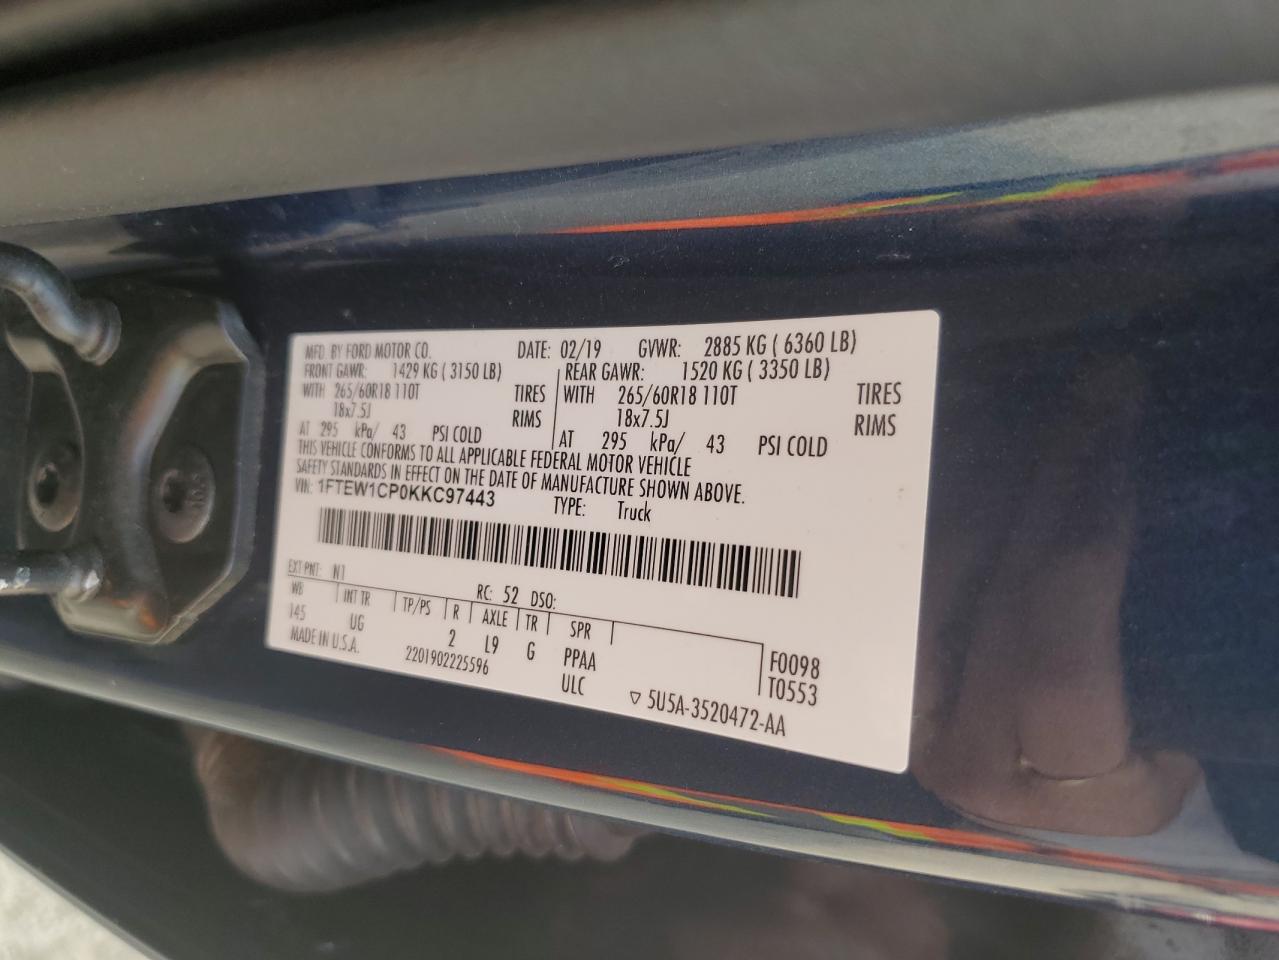 MFD. BY FORD MOTOR CO. DATE: 02/19 GVWR: 2885 KG ( 6360 LB)
FRONT GAWR: 1429 KG ( 3150 LB) REAR GAWR: 1520 KG ( 3350 LB)
WITH 265/60R18 110T TIRES WITH 265/60R18 110T TIRES
18x7.5J RIMS 18x7.5J RIMS
AT 295 kPa/ 43 PSI COLD AT 295 kPa/ 43 PSI COLD
THIS VEHICLE CONFORMS TO ALL APPLICABLE FEDERAL MOTOR VEHICLE
SAFETY STANDARDS IN EFFECT ON THE DATE OF MANUFACTURE SHOWN ABOVE.
VIN: 1FTEW1CP0KKC97443 TYPE: Truck
EXT PNT: N1 RC: 52 DSO:
WB INT TR TP/PS R AXLE TR SPR
145 UG 2 L9 G PPAA F0098
MADE IN U.S.A. 2201902225596 ULC T0553
▽ 5U5A-3520472-AA